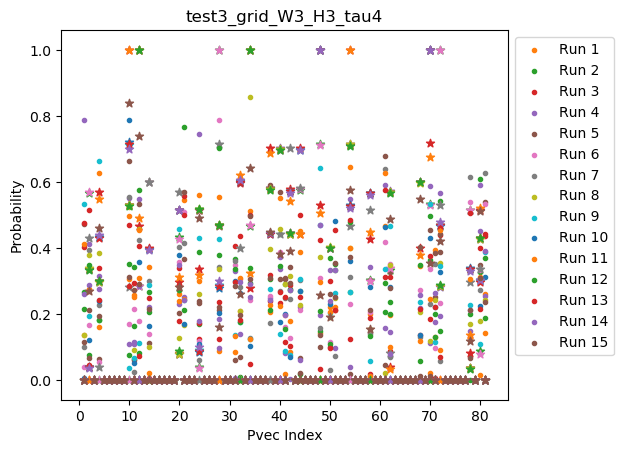 test3_grid_W3_H3_tau4
1.0
0.8
0.6
0.4
0.2
0.0
Probability
0 10 20 30 40 50 60 70 80
Pvec Index
Run 1
Run 2
Run 3
Run 4
Run 5
Run 6
Run 7
Run 8
Run 9
Run 10
Run 11
Run 12
Run 13
Run 14
Run 15